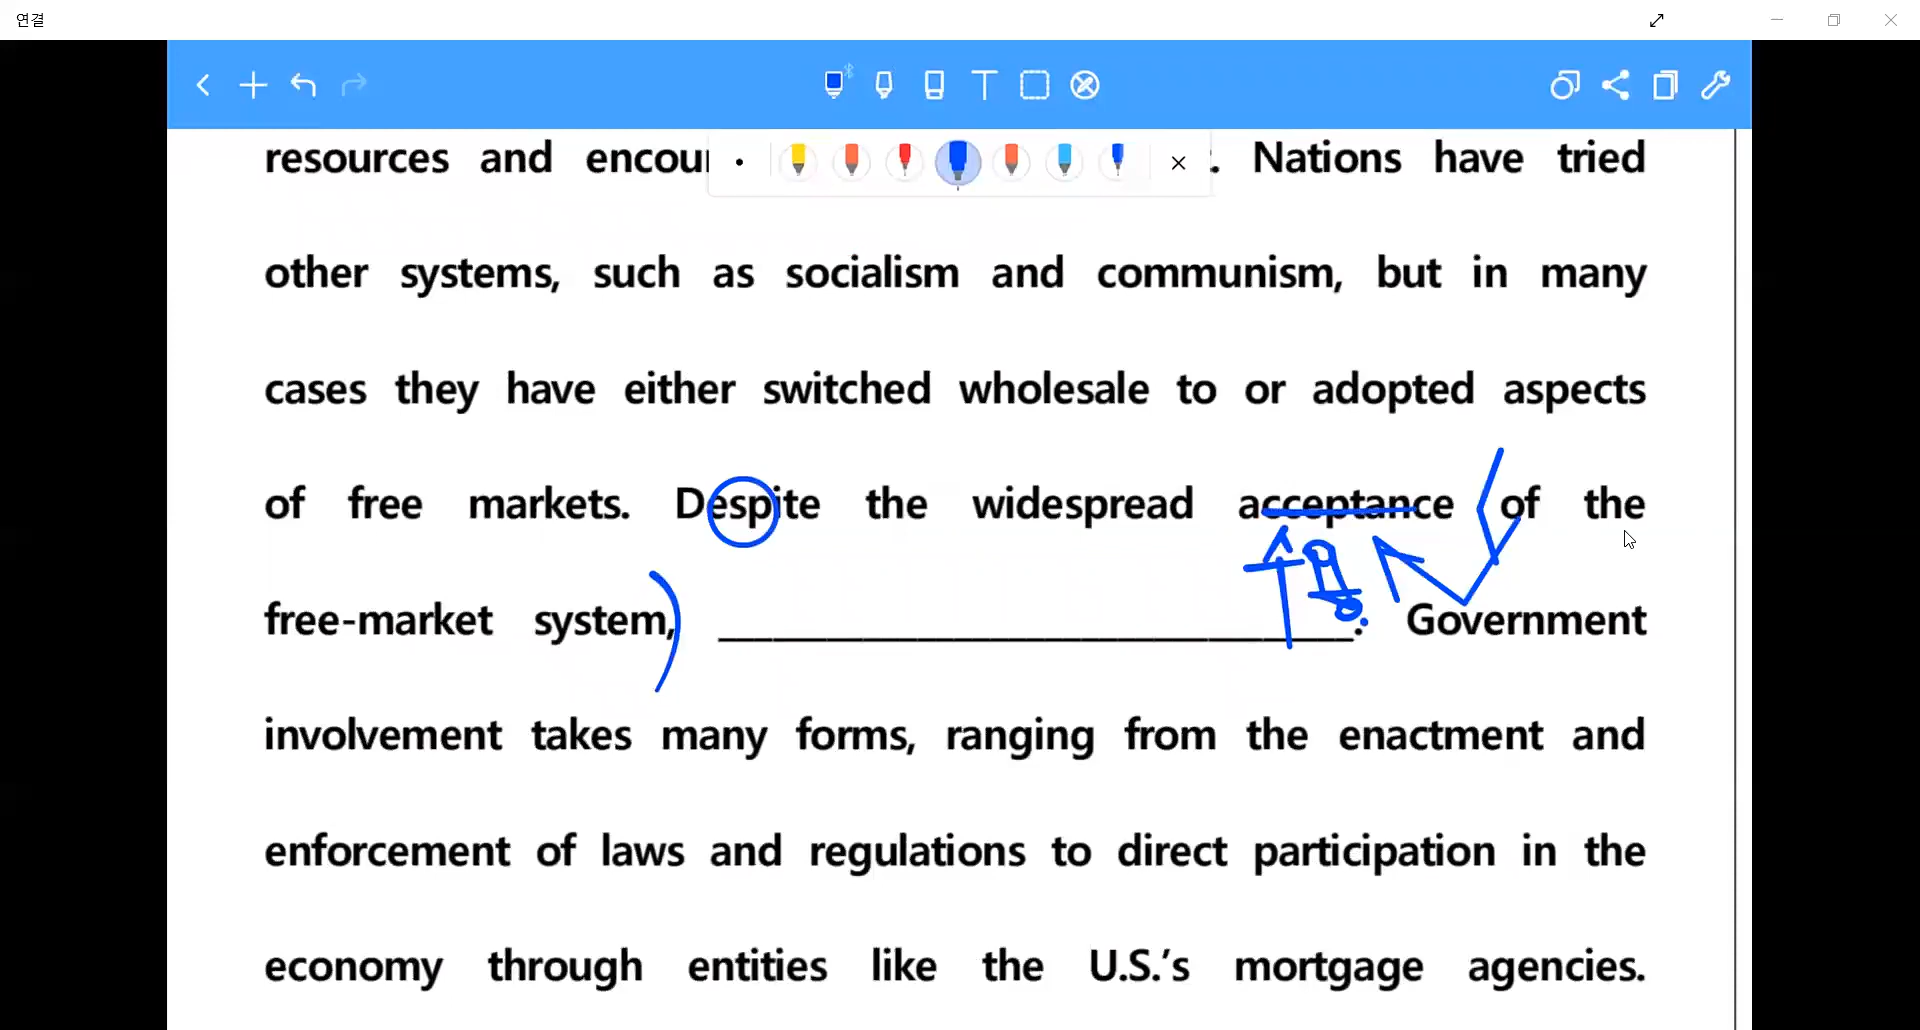 연결
resources and encou . Nations have tried
other systems, such as socialism and communism, but in many
cases they have either switched wholesale to or adopted aspects
of free markets. Despite the widespread acceptance of the
free-market system, ___________________________. Government
involvement takes many forms, ranging from the enactment and
enforcement of laws and regulations to direct participation in the
economy through entities like the U.S.’s mortgage agencies.